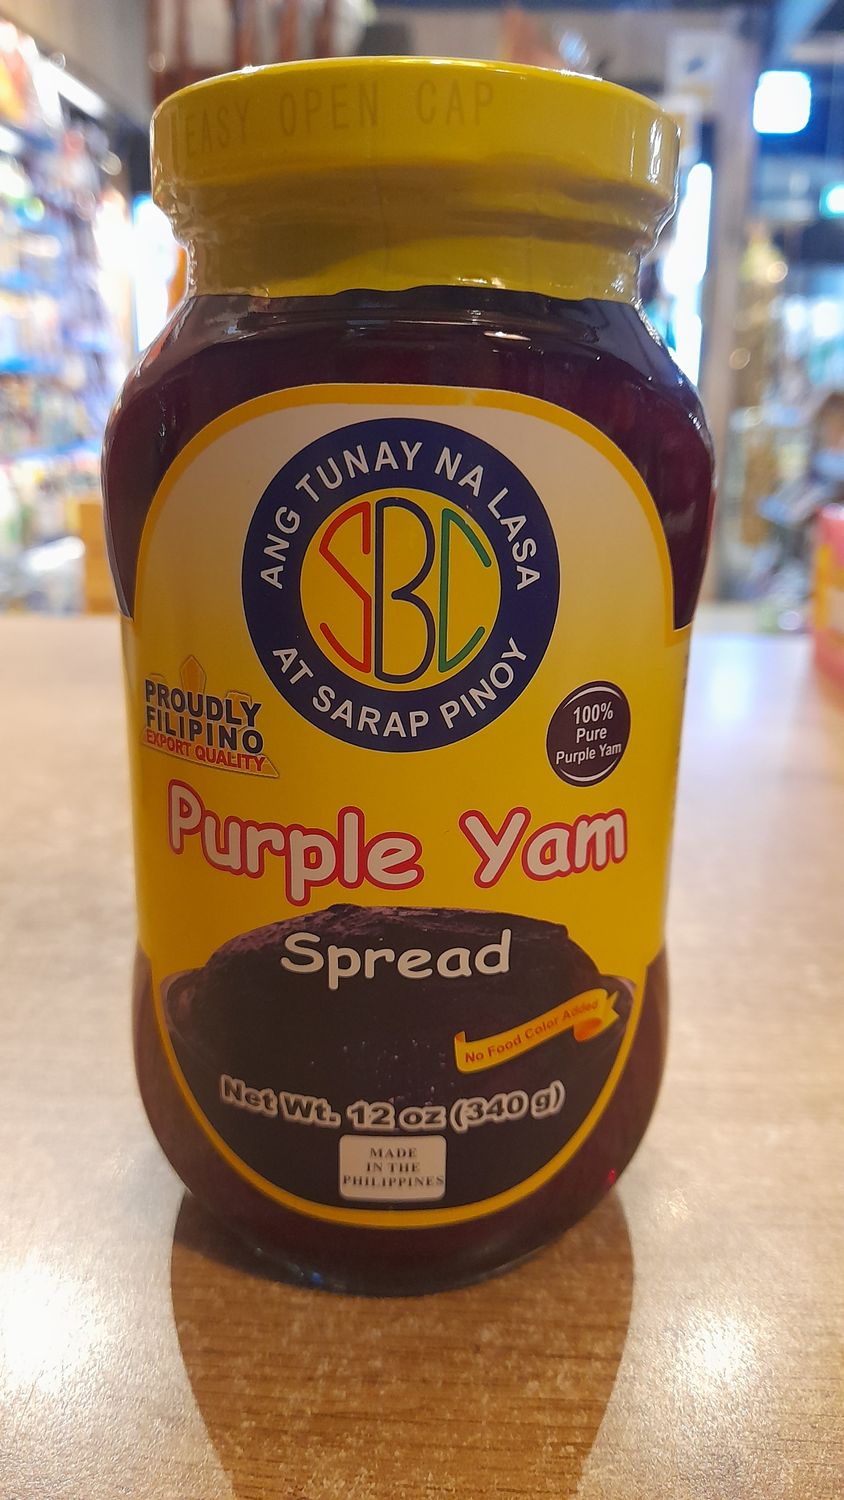 EASY OPEN CAP
ANG TUNAY NA LASA
SBC
AT SARAP PINOY
PROUDLY
FILIPINO
EXPORT QUALITY
100%
Pure
Purple Yam
Purple Yam
Spread
No Food Color Added
Net Wt. 12 oz (340 g)
MADE
IN THE
PHILIPPINES